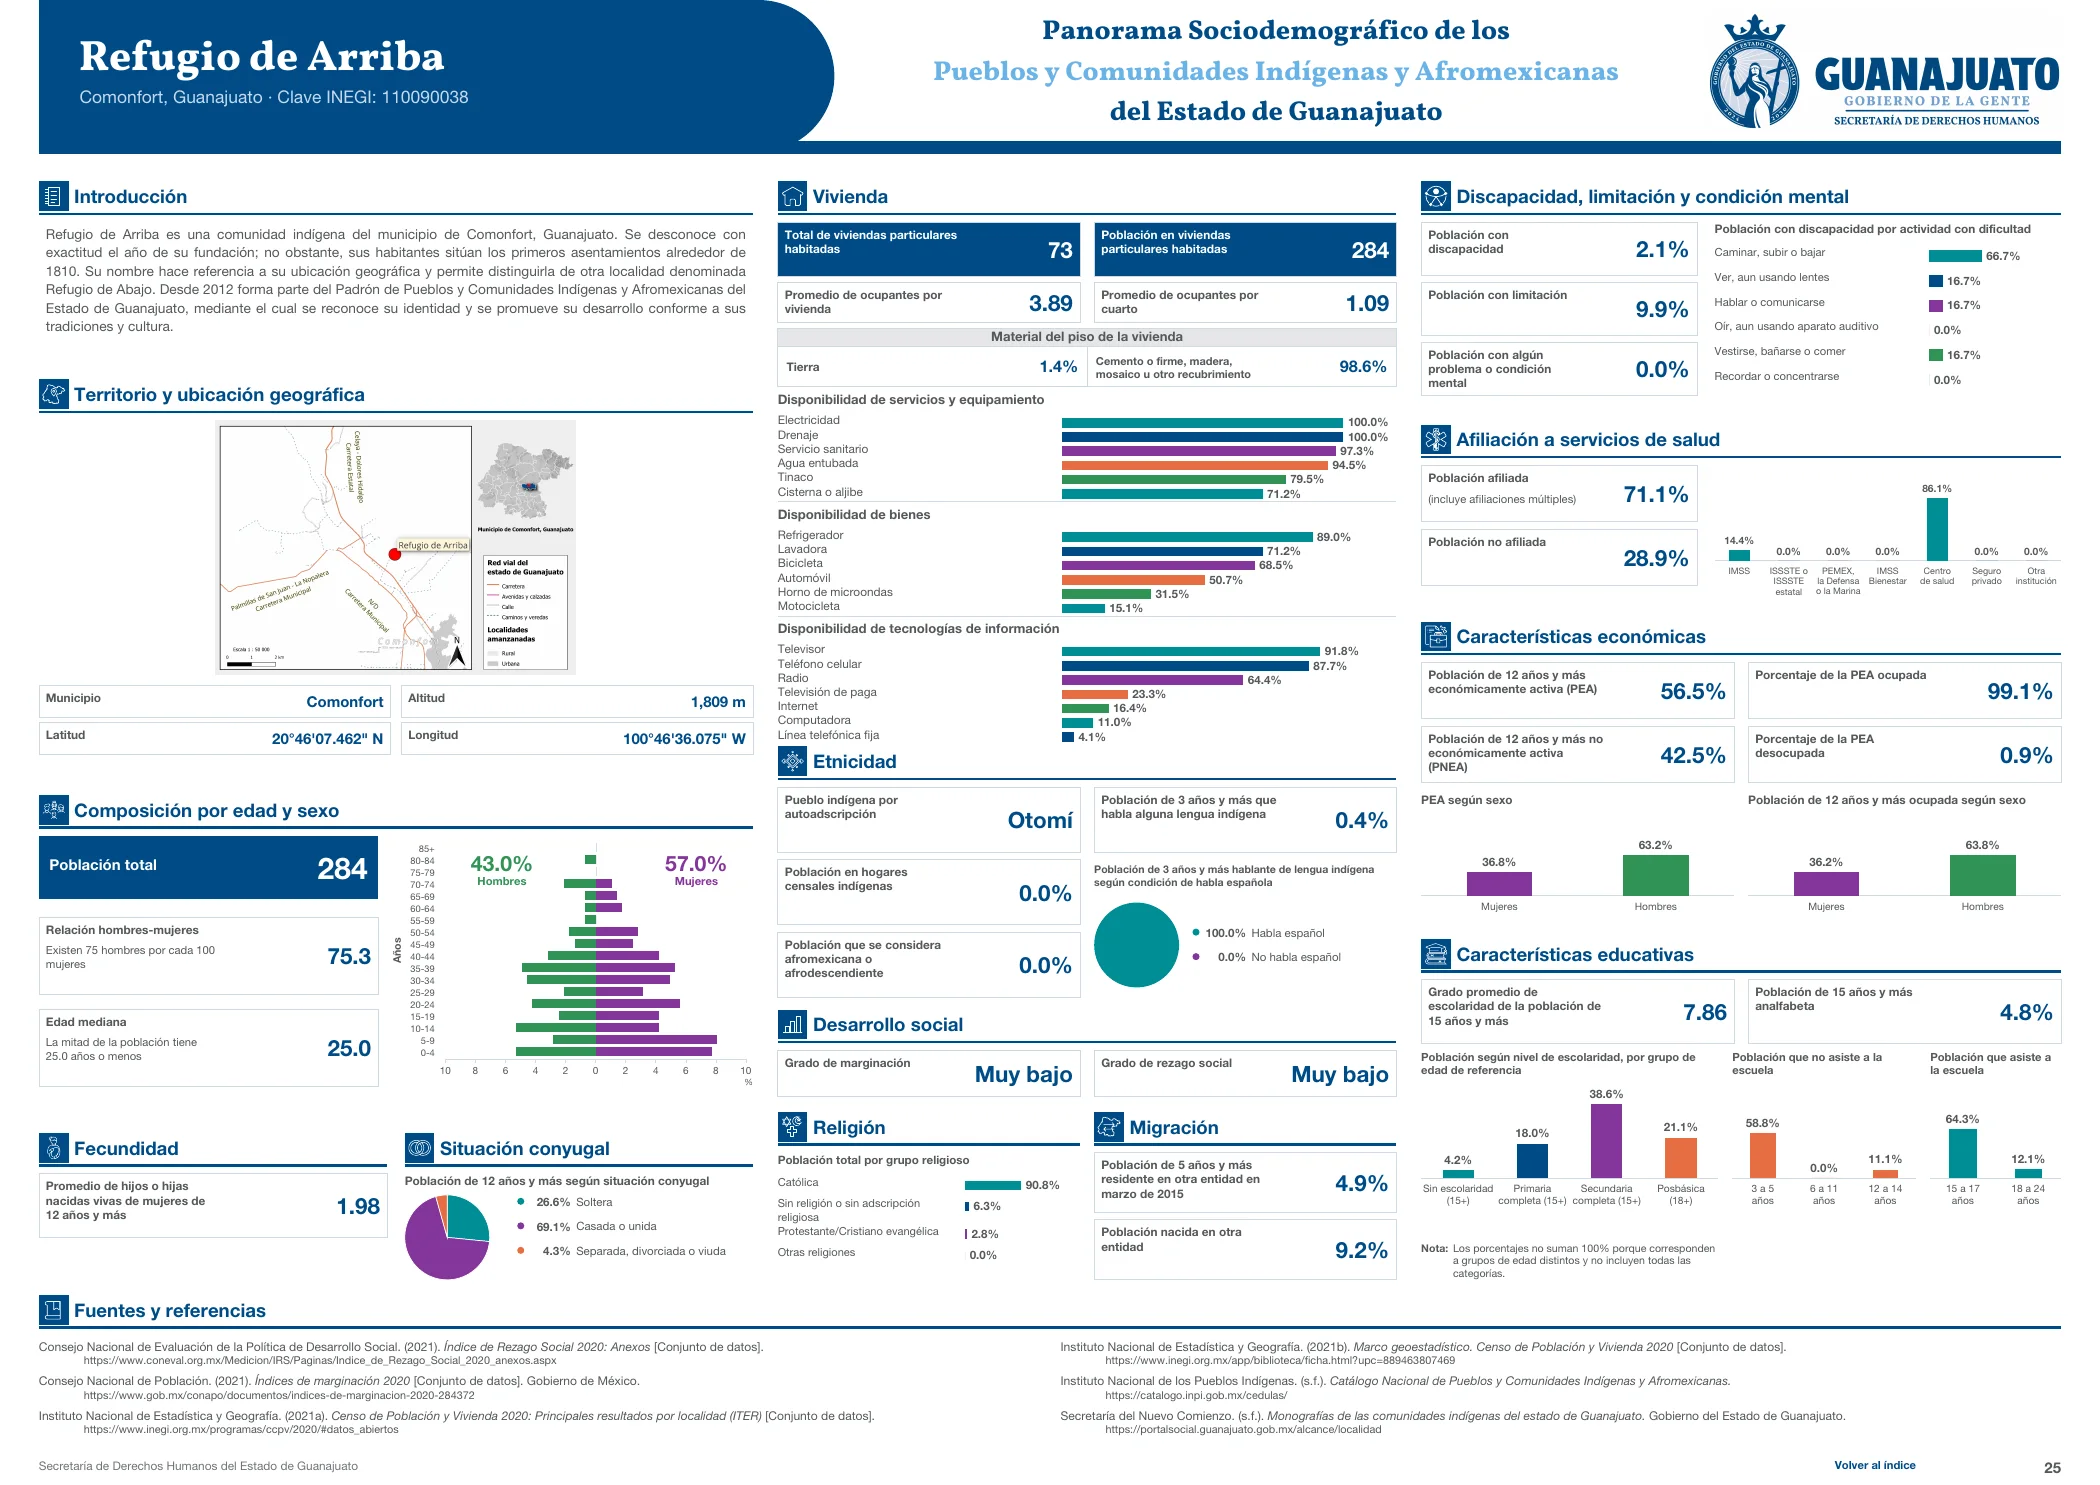 Refugio de Arriba
Comonfort, Guanajuato · Clave INEGI: 110090038
Panorama Sociodemográfico de los
Pueblos y Comunidades Indígenas y Afromexicanas
del Estado de Guanajuato
GUANAJUATO
GOBIERNO DE LA GENTE
SECRETARÍA DE DERECHOS HUMANOS
Introducción
Refugio de Arriba es una comunidad indígena del municipio de Comonfort, Guanajuato. Se desconoce con
exactitud el año de su fundación; no obstante, sus habitantes sitúan los primeros asentamientos alrededor de
1810. Su nombre hace referencia a su ubicación geográfica y permite distinguirla de otra localidad denominada
Refugio de Abajo. Desde 2012 forma parte del Padrón de Pueblos y Comunidades Indígenas y Afromexicanas del
Estado de Guanajuato, mediante el cual se reconoce su identidad y se promueve su desarrollo conforme a sus
tradiciones y cultura.
Territorio y ubicación geográfica
Celaya - Dolores Hidalgo
Carretera Estatal
Refugio de Arriba
Palmillas de San Juan - La Nopalera
Carretera Municipal
N/D
Carretera Municipal
Comonfort
Escala 1 : 50 000
0 1 2 km
N
Municipio de Comonfort, Guanajuato
Red vial del
estado de Guanajuato
Carretera
Avenidas y calzadas
Calle
Caminos y veredas
Localidades
amanzanadas
Rural
Urbana
Municipio
Comonfort
Altitud
1,809 m
Latitud
20°46'07.462" N
Longitud
100°46'36.075" W
Composición por edad y sexo
Población total
284
Relación hombres-mujeres
Existen 75 hombres por cada 100
mujeres
75.3
Edad mediana
La mitad de la población tiene
25.0 años o menos
25.0
43.0%
Hombres
57.0%
Mujeres
Años
85+
80-84
75-79
70-74
65-69
60-64
55-59
50-54
45-49
40-44
35-39
30-34
25-29
20-24
15-19
10-14
5-9
0-4
10 8 6 4 2 0 2 4 6 8 10
%
Fecundidad
Promedio de hijos o hijas
nacidas vivas de mujeres de
12 años y más
1.98
Situación conyugal
Población de 12 años y más según situación conyugal
26.6% Soltera
69.1% Casada o unida
4.3% Separada, divorciada o viuda
Vivienda
Total de viviendas particulares
habitadas
73
Población en viviendas
particulares habitadas
284
Promedio de ocupantes por
vivienda
3.89
Promedio de ocupantes por
cuarto
1.09
Material del piso de la vivienda
Tierra
1.4%
Cemento o firme, madera,
mosaico u otro recubrimiento
98.6%
Disponibilidad de servicios y equipamiento
Electricidad 100.0%
Drenaje 100.0%
Servicio sanitario 97.3%
Agua entubada 94.5%
Tinaco 79.5%
Cisterna o aljibe 71.2%
Disponibilidad de bienes
Refrigerador 89.0%
Lavadora 71.2%
Bicicleta 68.5%
Automóvil 50.7%
Horno de microondas 31.5%
Motocicleta 15.1%
Disponibilidad de tecnologías de información
Televisor 91.8%
Teléfono celular 87.7%
Radio 64.4%
Televisión de paga 23.3%
Internet 16.4%
Computadora 11.0%
Línea telefónica fija 4.1%
Etnicidad
Pueblo indígena por
autoadscripción
Otomí
Población de 3 años y más que
habla alguna lengua indígena
0.4%
Población en hogares
censales indígenas
0.0%
Población que se considera
afromexicana o
afrodescendiente
0.0%
Población de 3 años y más hablante de lengua indígena
según condición de habla española
100.0% Habla español
0.0% No habla español
Desarrollo social
Grado de marginación
Muy bajo
Grado de rezago social
Muy bajo
Religión
Población total por grupo religioso
Católica 90.8%
Sin religión o sin adscripción
religiosa
6.3%
Protestante/Cristiano evangélica 2.8%
Otras religiones 0.0%
Migración
Población de 5 años y más
residente en otra entidad en
marzo de 2015
4.9%
Población nacida en otra
entidad
9.2%
Discapacidad, limitación y condición mental
Población con
discapacidad
2.1%
Población con limitación
9.9%
Población con algún
problema o condición
mental
0.0%
Población con discapacidad por actividad con dificultad
Caminar, subir o bajar 66.7%
Ver, aun usando lentes 16.7%
Hablar o comunicarse 16.7%
Oír, aun usando aparato auditivo 0.0%
Vestirse, bañarse o comer 16.7%
Recordar o concentrarse 0.0%
Afiliación a servicios de salud
Población afiliada
(incluye afiliaciones múltiples)
71.1%
Población no afiliada
28.9%
14.4% 0.0% 0.0% 0.0% 86.1% 0.0% 0.0%
IMSS
ISSSTE o
ISSSTE
estatal
PEMEX,
la Defensa
o la Marina
IMSS
Bienestar
Centro
de salud
Seguro
privado
Otra
institución
Características económicas
Población de 12 años y más
económicamente activa (PEA)
56.5%
Porcentaje de la PEA ocupada
99.1%
Población de 12 años y más no
económicamente activa
(PNEA)
42.5%
Porcentaje de la PEA
desocupada
0.9%
PEA según sexo
36.8% 63.2%
Mujeres Hombres
Población de 12 años y más ocupada según sexo
36.2% 63.8%
Mujeres Hombres
Características educativas
Grado promedio de
escolaridad de la población de
15 años y más
7.86
Población de 15 años y más
analfabeta
4.8%
Población según nivel de escolaridad, por grupo de
edad de referencia
4.2% 18.0% 38.6% 21.1%
Sin escolaridad
(15+)
Primaria
completa (15+)
Secundaria
completa (15+)
Posbásica
(18+)
Población que no asiste a la
escuela
58.8% 0.0% 11.1%
3 a 5
años
6 a 11
años
12 a 14
años
Población que asiste a
la escuela
64.3% 12.1%
15 a 17
años
18 a 24
años
Nota: Los porcentajes no suman 100% porque corresponden
a grupos de edad distintos y no incluyen todas las
categorías.
Fuentes y referencias
Consejo Nacional de Evaluación de la Política de Desarrollo Social. (2021). Índice de Rezago Social 2020: Anexos [Conjunto de datos].
https://www.coneval.org.mx/Medicion/IRS/Paginas/Indice_de_Rezago_Social_2020_anexos.aspx
Consejo Nacional de Población. (2021). Índices de marginación 2020 [Conjunto de datos]. Gobierno de México.
https://www.gob.mx/conapo/documentos/indices-de-marginacion-2020-284372
Instituto Nacional de Estadística y Geografía. (2021a). Censo de Población y Vivienda 2020: Principales resultados por localidad (ITER) [Conjunto de datos].
https://www.inegi.org.mx/programas/ccpv/2020/#datos_abiertos
Instituto Nacional de Estadística y Geografía. (2021b). Marco geoestadístico. Censo de Población y Vivienda 2020 [Conjunto de datos].
https://www.inegi.org.mx/app/biblioteca/ficha.html?upc=889463807469
Instituto Nacional de los Pueblos Indígenas. (s.f.). Catálogo Nacional de Pueblos y Comunidades Indígenas y Afromexicanas.
https://catalogo.inpi.gob.mx/cedulas/
Secretaría del Nuevo Comienzo. (s.f.). Monografías de las comunidades indígenas del estado de Guanajuato. Gobierno del Estado de Guanajuato.
https://portalsocial.guanajuato.gob.mx/alcance/localidad
Secretaría de Derechos Humanos del Estado de Guanajuato
Volver al índice
25